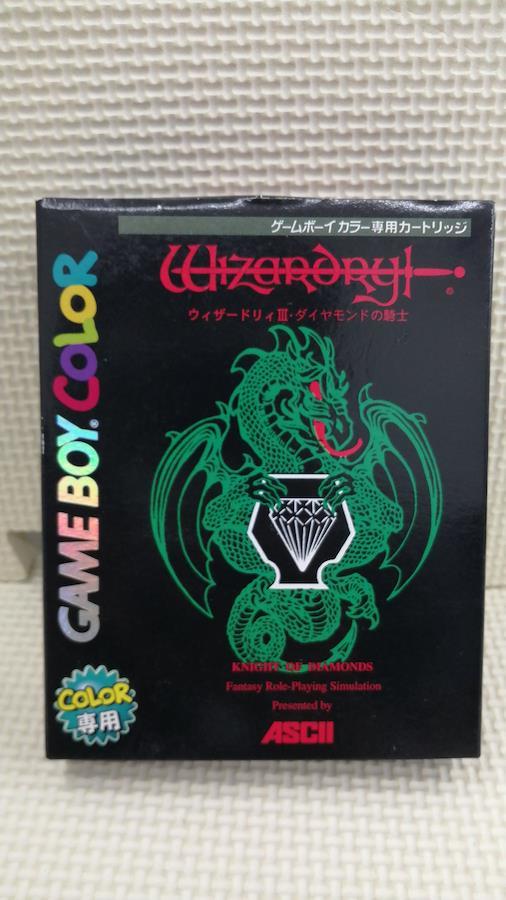 ゲームボーイカラー専用カートリッジ
Wizardry
®
ウィザードリィIII・ダイヤモンドの騎士
GAME BOY COLOR
®
KNIGHT OF DIAMONDS
Fantasy Role-Playing Simulation
Presented by
ASCII
COLOR
専用